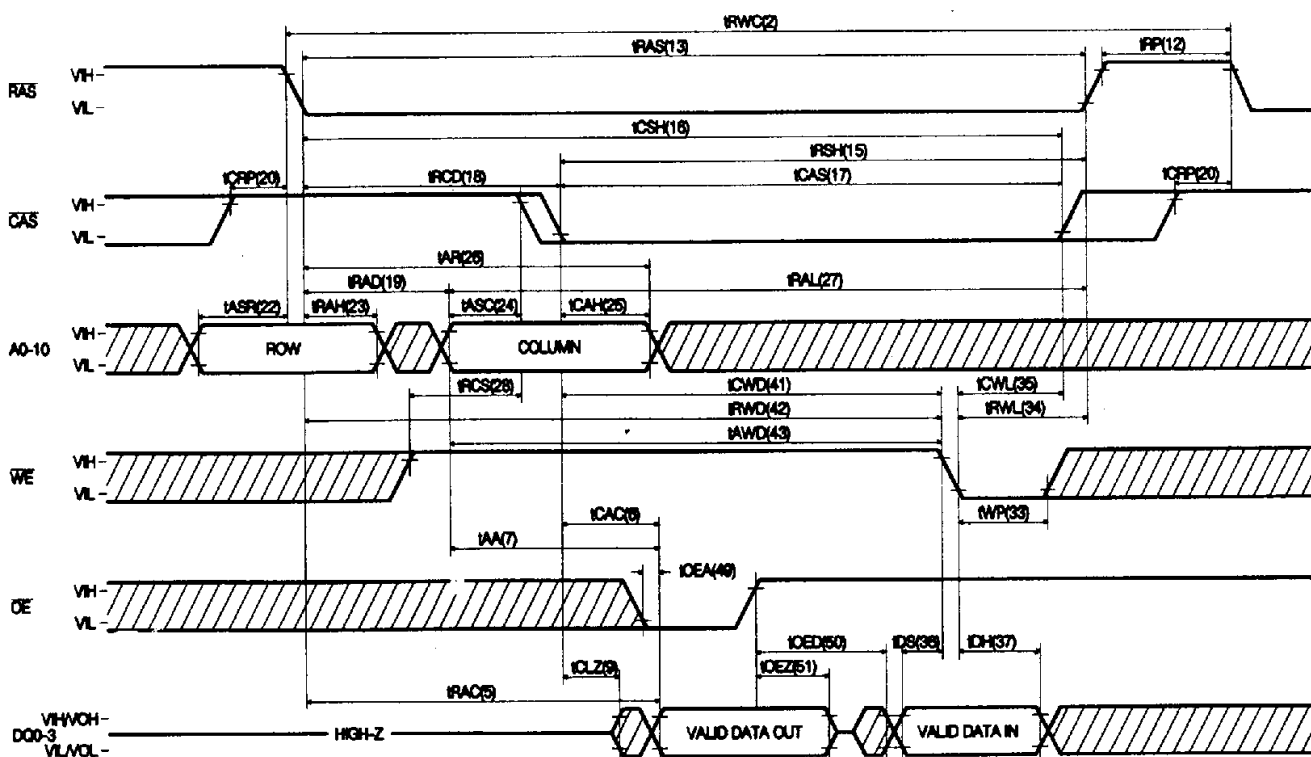 tRWC(2)
tRAS(13) tRP(12)
RAS VIH
VIL
tCSH(16)
tRSH(15)
tCRP(20) tRCD(18) tCAS(17) tCRP(20)
CAS VIH
VIL
tAR(26)
tRAD(19) tRAL(27)
tASR(22) tRAH(23) tASC(24) tCAH(25)
A0-10 VIH
VIL
ROW COLUMN
tRCS(28) tCWD(41) tCWL(35)
tRWD(42) tRWL(34)
tAWD(43)
WE VIH
VIL
tWP(33)
tCAC(6)
tAA(7)
tOEA(49)
OE VIH
VIL
tOED(50) tDS(36) tDH(37)
tCLZ(9) tOEZ(51)
tRAC(5)
DQ0-3 VIH/VOH
VIL/VOL
HIGH-Z VALID DATA OUT VALID DATA IN